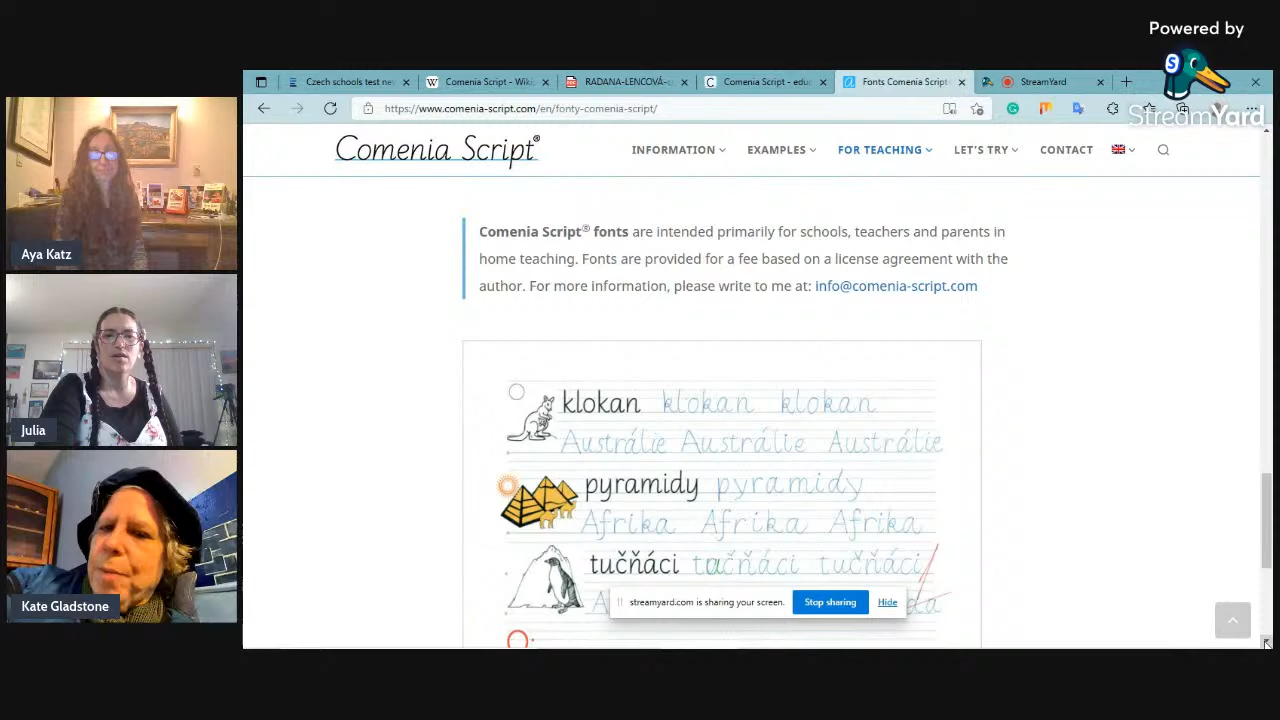 Powered by
StreamYard
Czech schools test ne
Comenia Script - Wiki
RADANA-LENCOVÁ-c
Comenia Script - educ
Fonts Comenia Script
StreamYard
https://www.comenia-script.com/en/fonty-comenia-script/
Comenia Script®
INFORMATION
EXAMPLES
FOR TEACHING
LET'S TRY
CONTACT
Comenia Script® fonts are intended primarily for schools, teachers and parents in
home teaching. Fonts are provided for a fee based on a license agreement with the
author. For more information, please write to me at: info@comenia-script.com
klokan klokan klokan
Austrálie Austrálie Austrálie
pyramidy pyramidy
Afrika Afrika Afrika
tučňáci tučňáci tučňáci
streamyard.com is sharing your screen.
Stop sharing
Hide
Aya Katz
Julia
Kate Gladstone